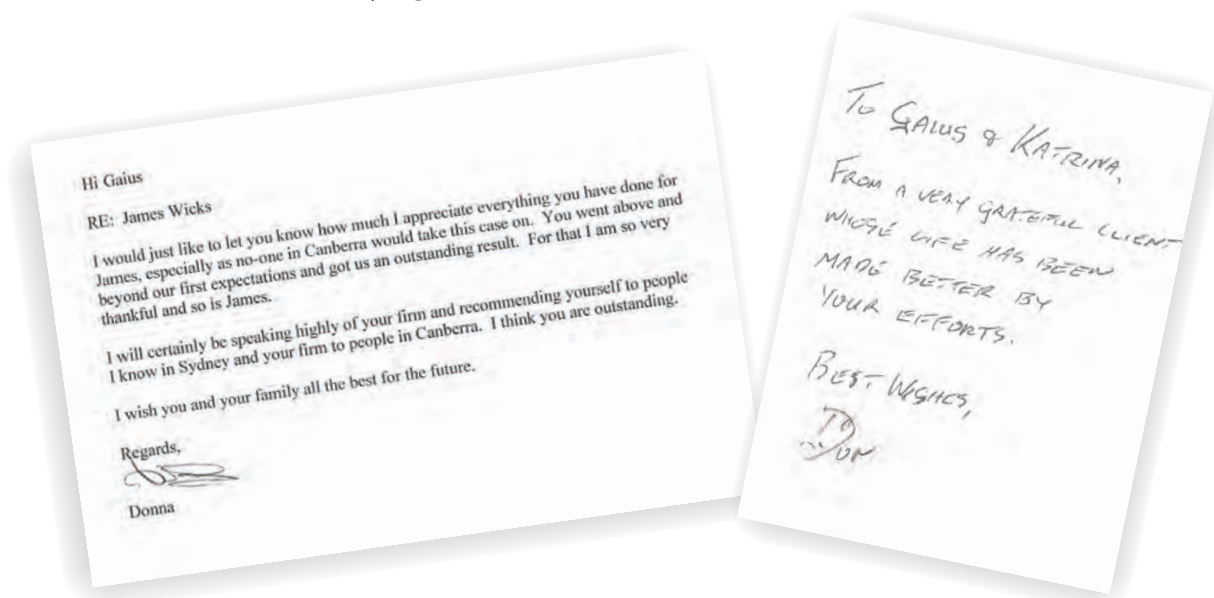 Hi Gaius
RE: James Wicks
I would just like to let you know how much I appreciate everything you have done for
James, especially as no-one in Canberra would take this case on. You went above and
beyond our first expectations and got us an outstanding result. For that I am so very
thankful and so is James.
I will certainly be speaking highly of your firm and recommending yourself to people
I know in Sydney and your firm to people in Canberra. I think you are outstanding.
I wish you and your family all the best for the future.
Regards,
Donna
TO GAIUS & KATRINA,
FROM A VERY GRATEFUL CLIENT
WHOSE LIFE HAS BEEN
MADE BETTER BY
YOUR EFFORTS.
BEST WISHES,